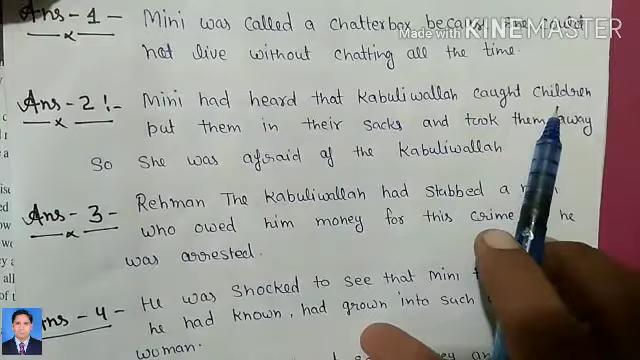 Ans - 1 - Mini was called a chatterbox because she could
not live without chatting all the time.
Made with KINEMASTER
Ans - 2 :- Mini had heard that Kabuliwallah caught children
put them in their sacks and took them away
So She was afraid of the Kabuliwallah
Ans - 3 - Rehman The Kabuliwallah had stabbed a
who owed him money for this crime he
was arrested.
Ans - 4 - He was shocked to see that Mini
he had known, had grown into such
woman.